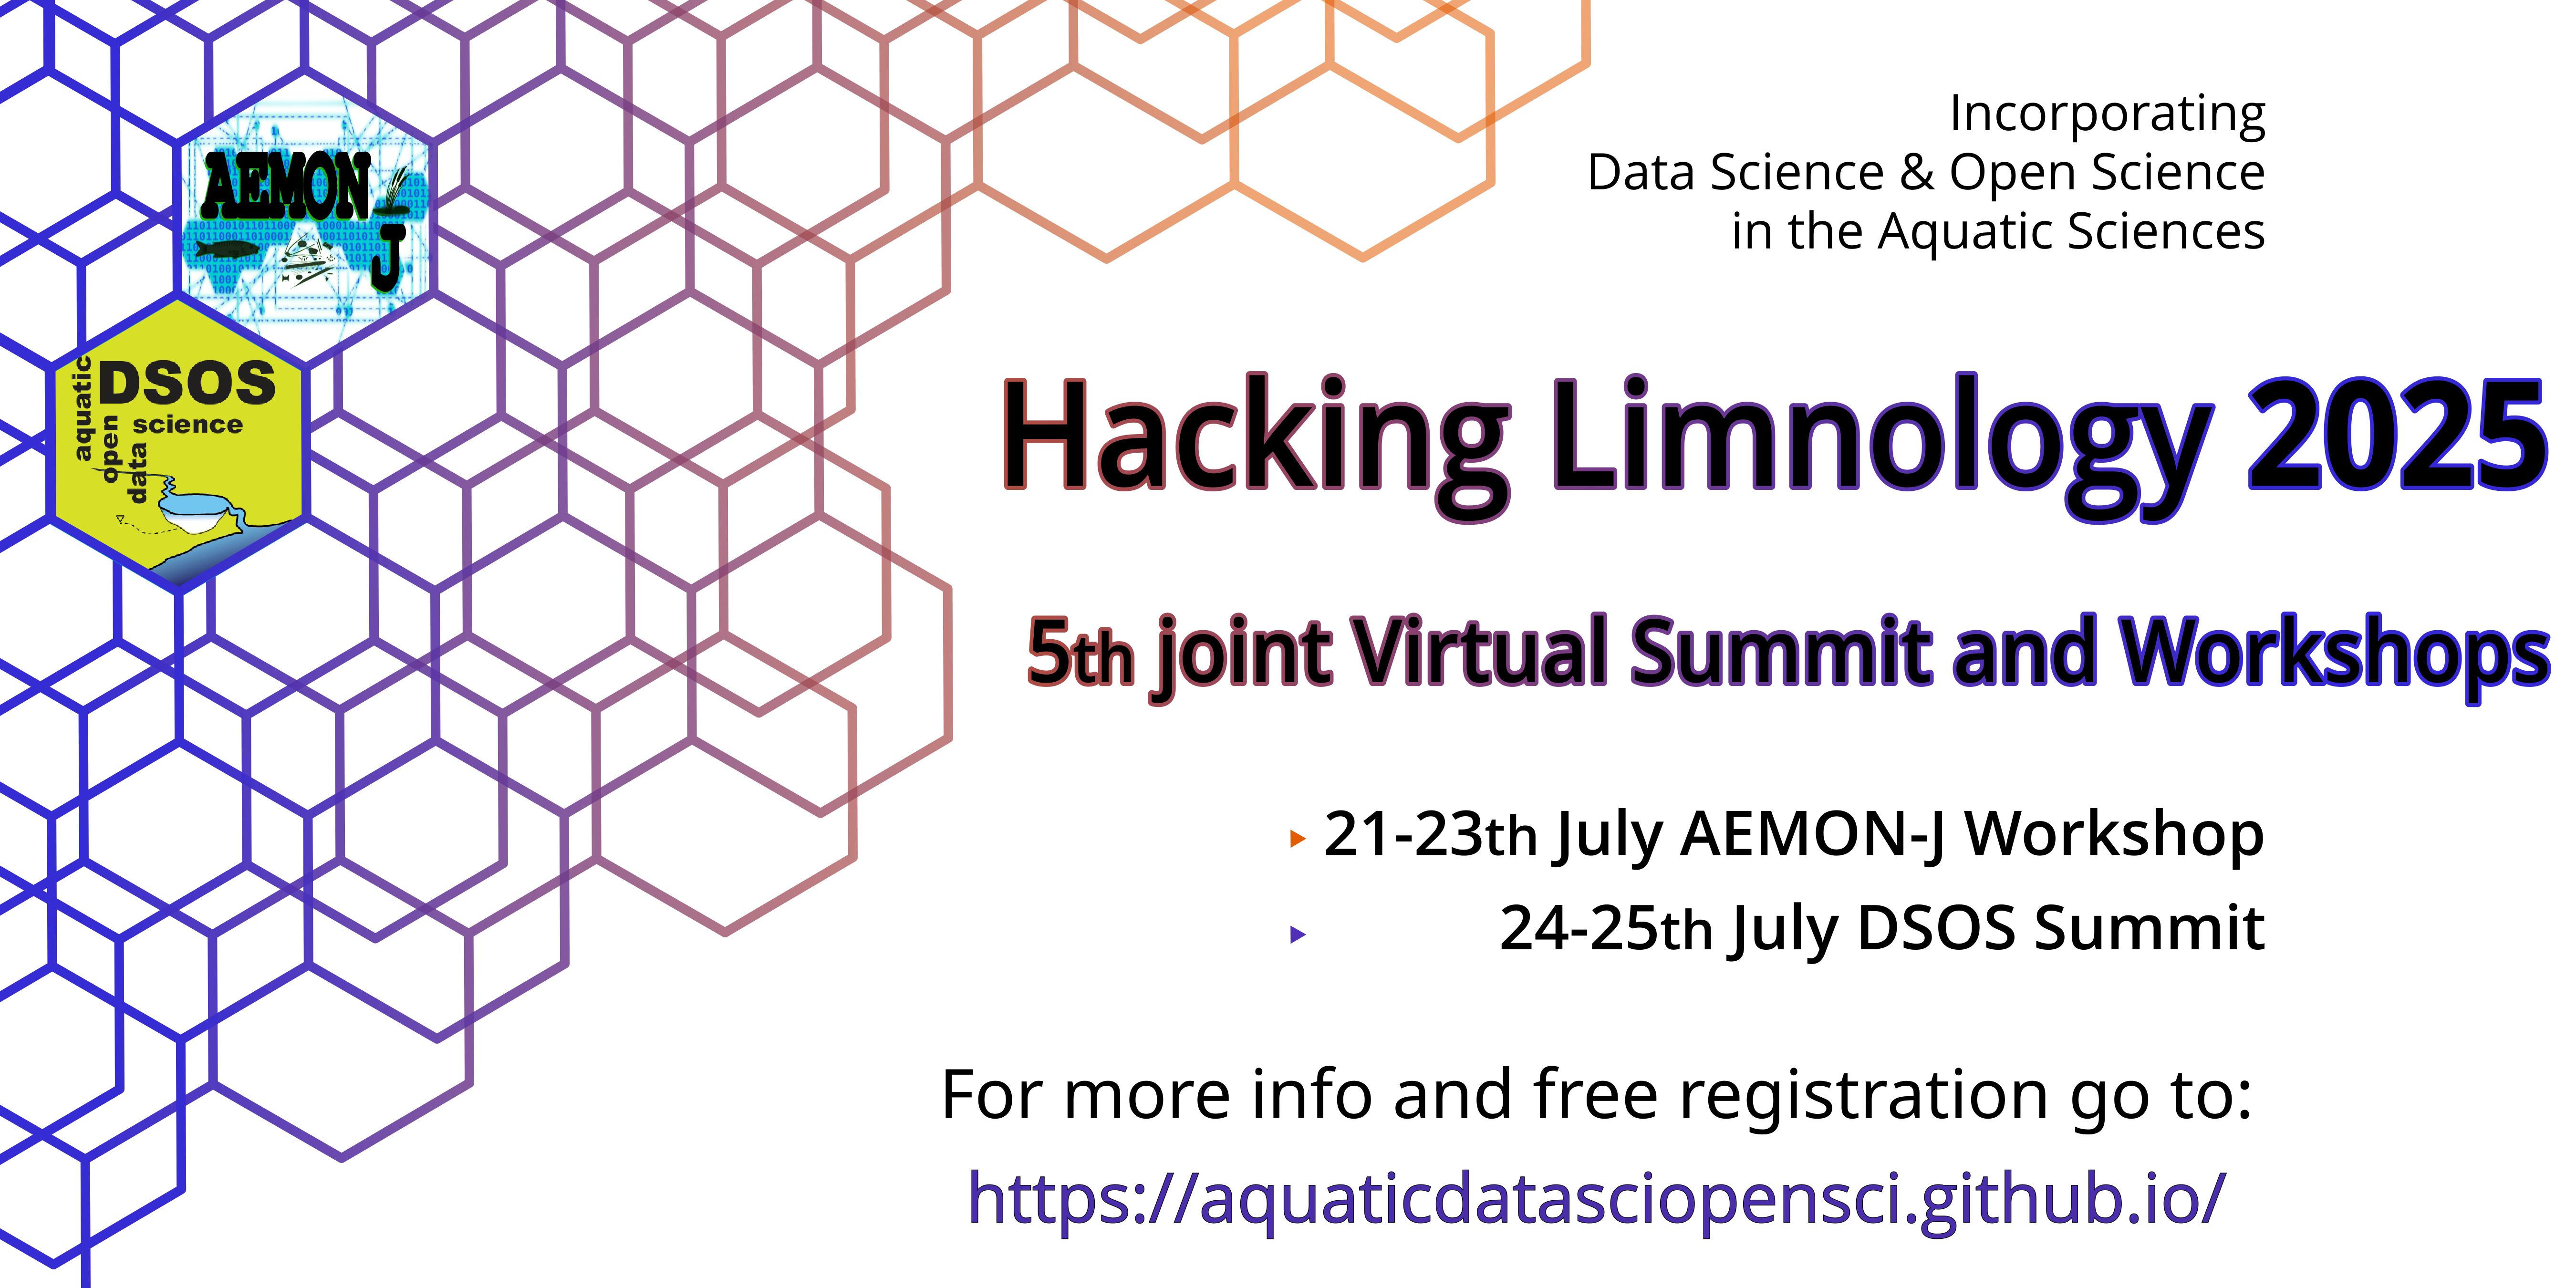 Incorporating
Data Science & Open Science
in the Aquatic Sciences
Hacking Limnology 2025
5th joint Virtual Summit and Workshops
21-23th July AEMON-J Workshop
24-25th July DSOS Summit
For more info and free registration go to:
https://aquaticdatasciopensci.github.io/
AEMON
J
DSOS
aquatic
open
data
science